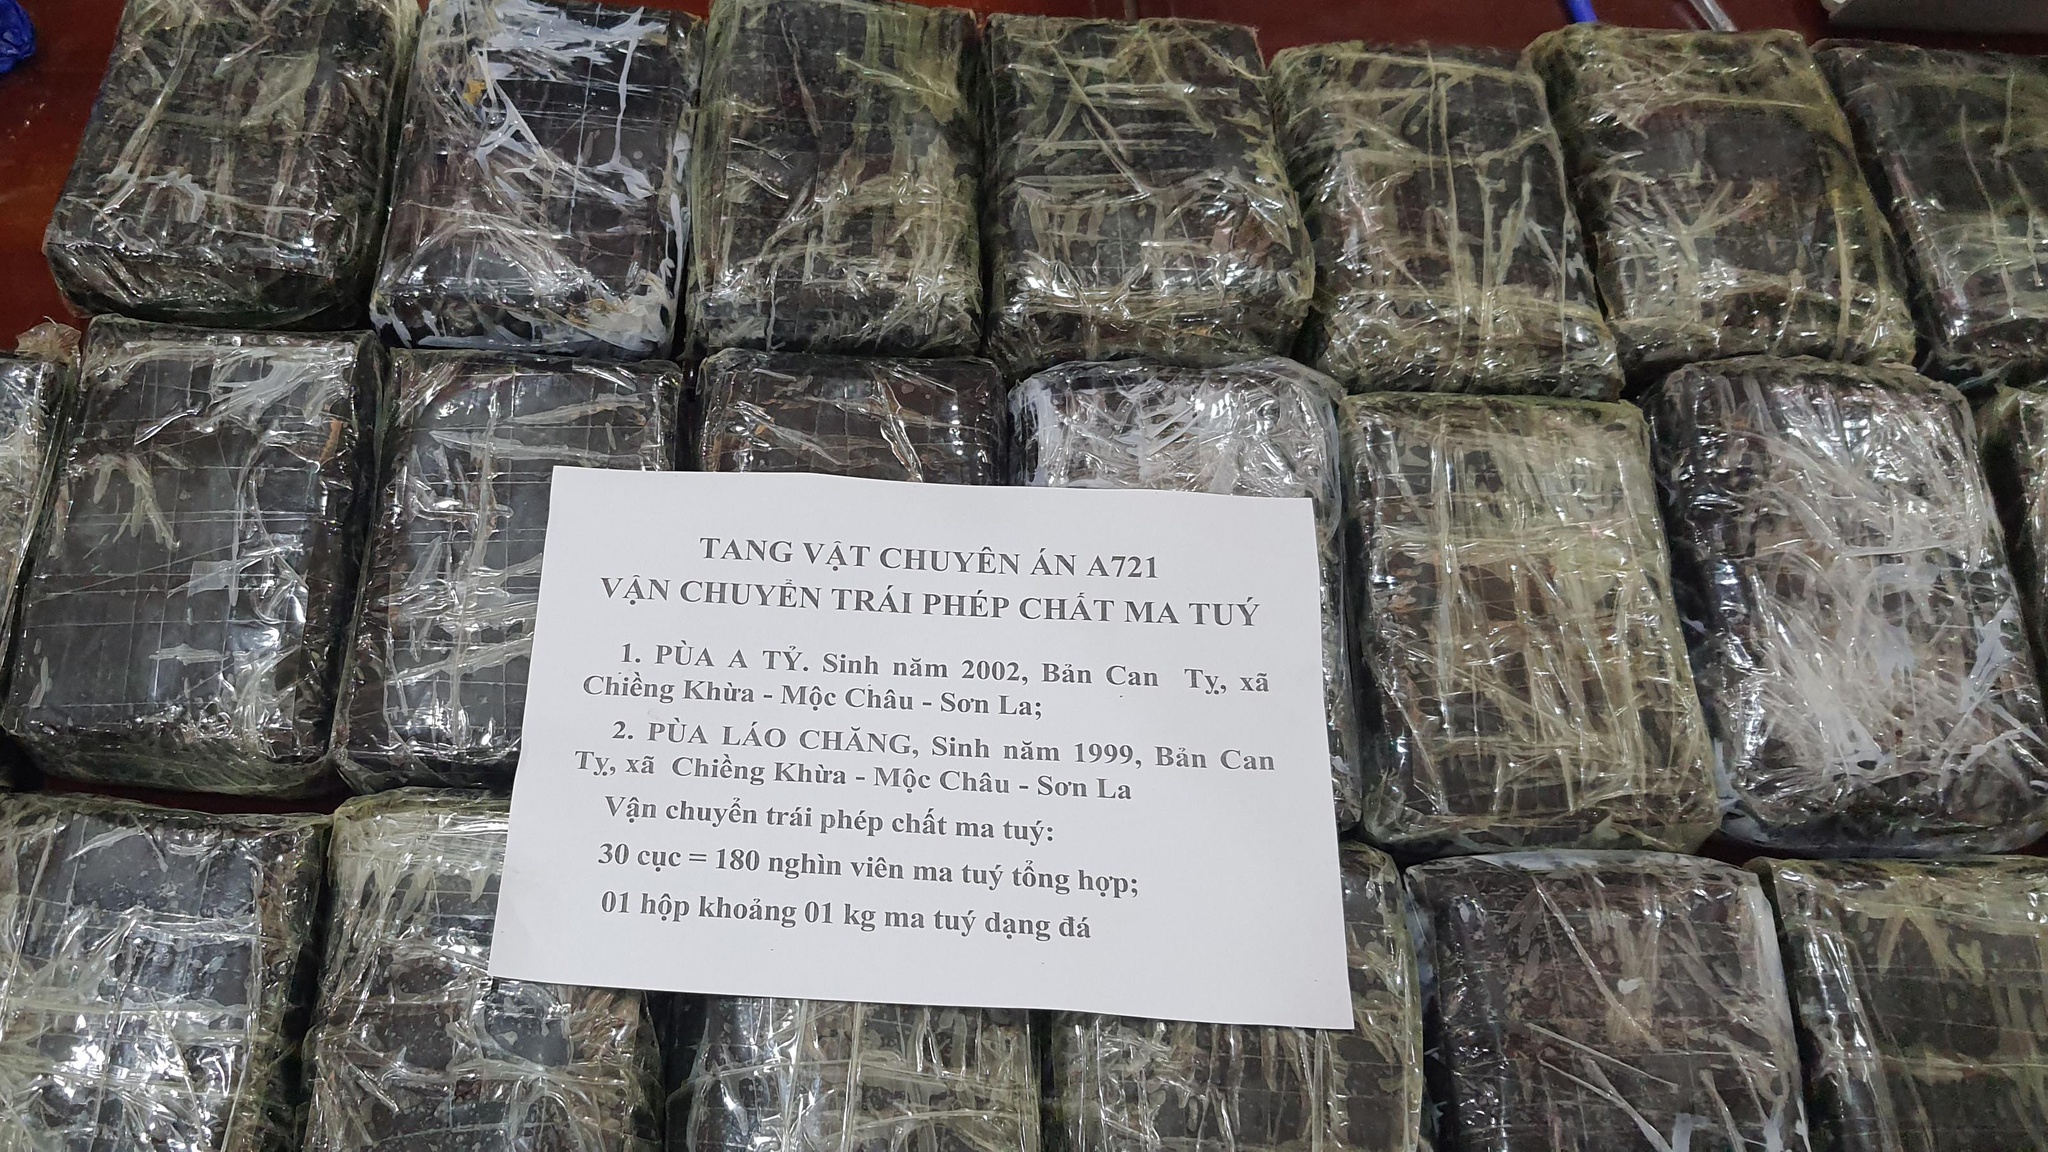 TANG VẬT CHUYÊN ÁN A721
VẬN CHUYỂN TRÁI PHÉP CHẤT MA TUÝ
1. PÙA A TỶ. Sinh năm 2002, Bản Can Tỵ, xã
Chiềng Khừa - Mộc Châu - Sơn La;
2. PÙA LÁO CHĂNG, Sinh năm 1999, Bản Can
Tỵ, xã Chiềng Khừa - Mộc Châu - Sơn La
Vận chuyển trái phép chất ma tuý:
30 cục = 180 nghìn viên ma tuý tổng hợp;
01 hộp khoảng 01 kg ma tuý dạng đá